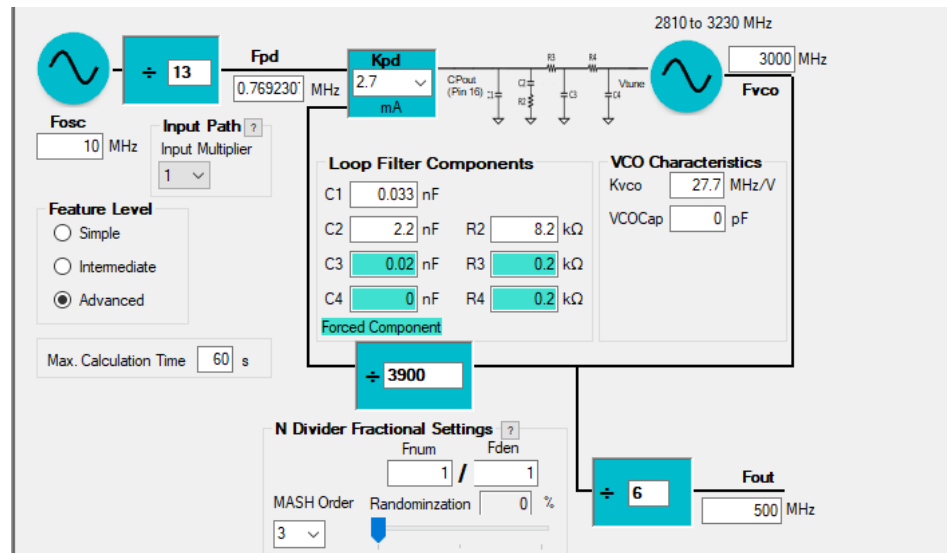 2810 to 3230 MHz
÷ 13
Fpd
0.769230 MHz
Kpd
2.7
mA
CPout
(Pin 16)
C1
C2
R2
R3
C3
R4
C4
Vtune
3000 MHz
Fvco
Fosc
10 MHz
Input Path ?
Input Multiplier
1
Feature Level
Simple
Intermediate
Advanced
Max. Calculation Time 60 s
Loop Filter Components
C1 0.033 nF
C2 2.2 nF R2 8.2 kΩ
C3 0.02 nF R3 0.2 kΩ
C4 0 nF R4 0.2 kΩ
Forced Component
VCO Characteristics
Kvco 27.7 MHz/V
VCOCap 0 pF
÷ 3900
N Divider Fractional Settings ?
Fnum Fden
1 / 1
MASH Order Randominzation 0 %
3
÷ 6
Fout
500 MHz